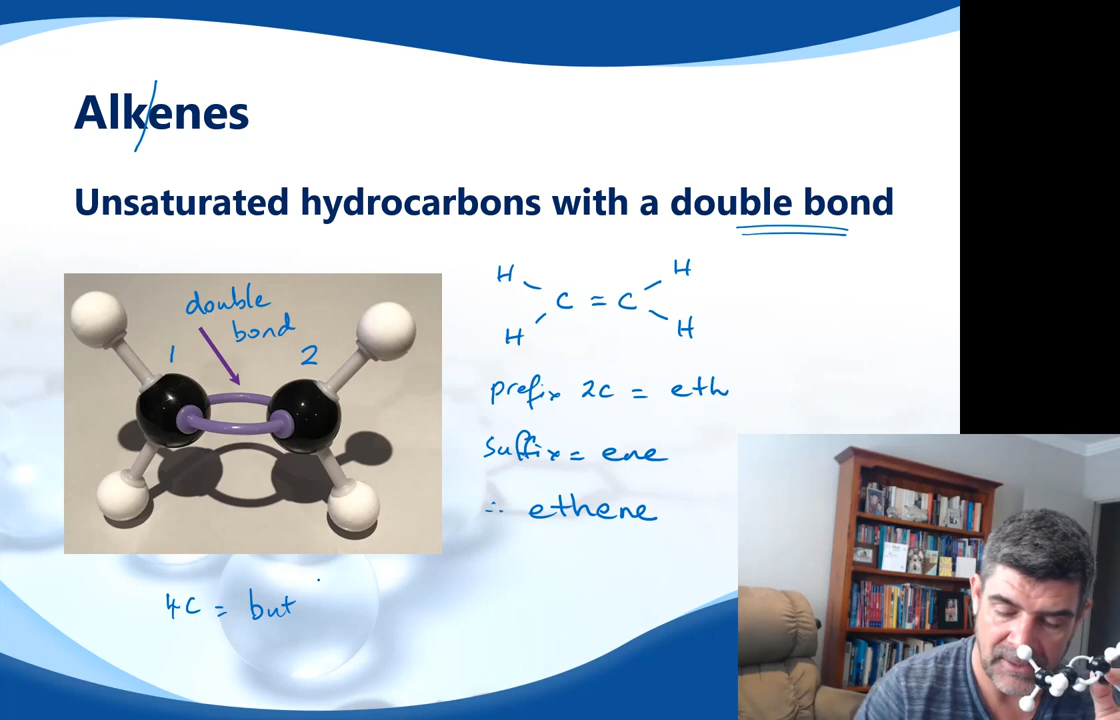 Alkenes
Unsaturated hydrocarbons with a double bond
double
bond
1 2
H H
C = C
H H
prefix 2C = eth
suffix = ene
∴ ethene
4C = but